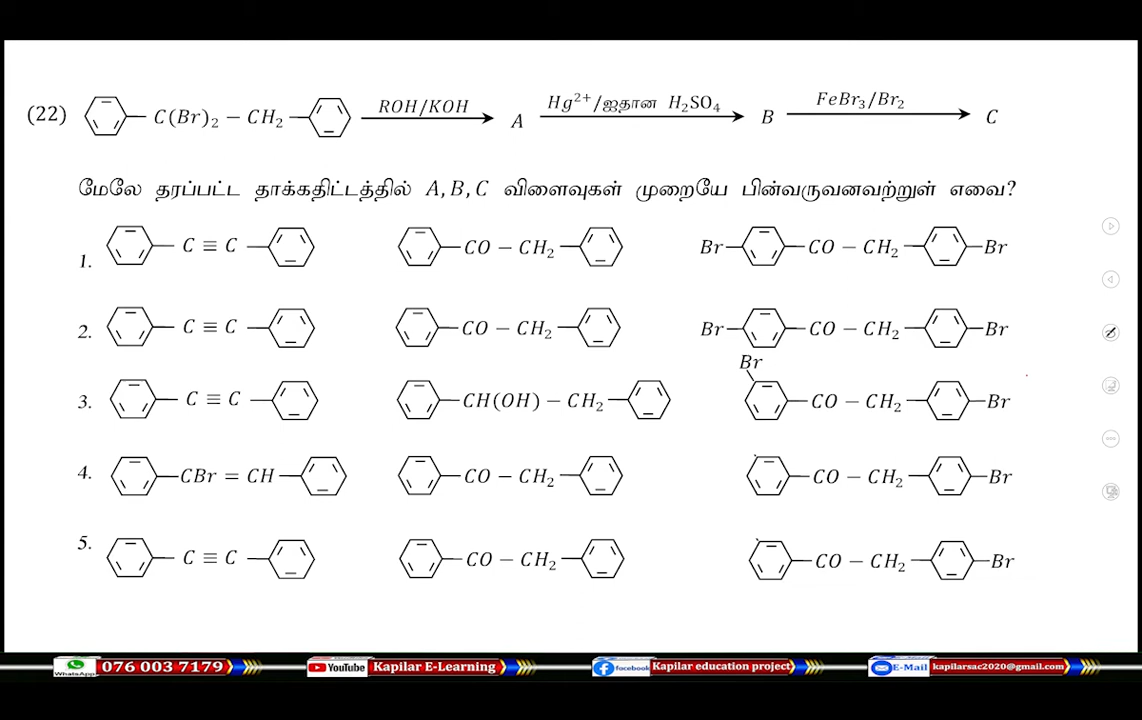 (22) C(Br)₂ − CH₂ ROH/KOH A Hg²⁺/ஐதான H₂SO₄ B FeBr₃/Br₂ C
மேலே தரப்பட்ட தாக்கதிட்டத்தில் A, B, C விளைவுகள் முறையே பின்வருவனவற்றுள் எவை?
1. C ≡ C CO − CH₂ Br CO − CH₂ Br
2. C ≡ C CO − CH₂ Br CO − CH₂ Br
Br
3. C ≡ C CH(OH) − CH₂ CO − CH₂ Br
4. CBr = CH CO − CH₂ CO − CH₂ Br
5. C ≡ C CO − CH₂ CO − CH₂ Br
WhatsApp 076 003 7179 YouTube Kapilar E-Learning facebook Kapilar education project E-Mail kapilarsac2020@gmail.com